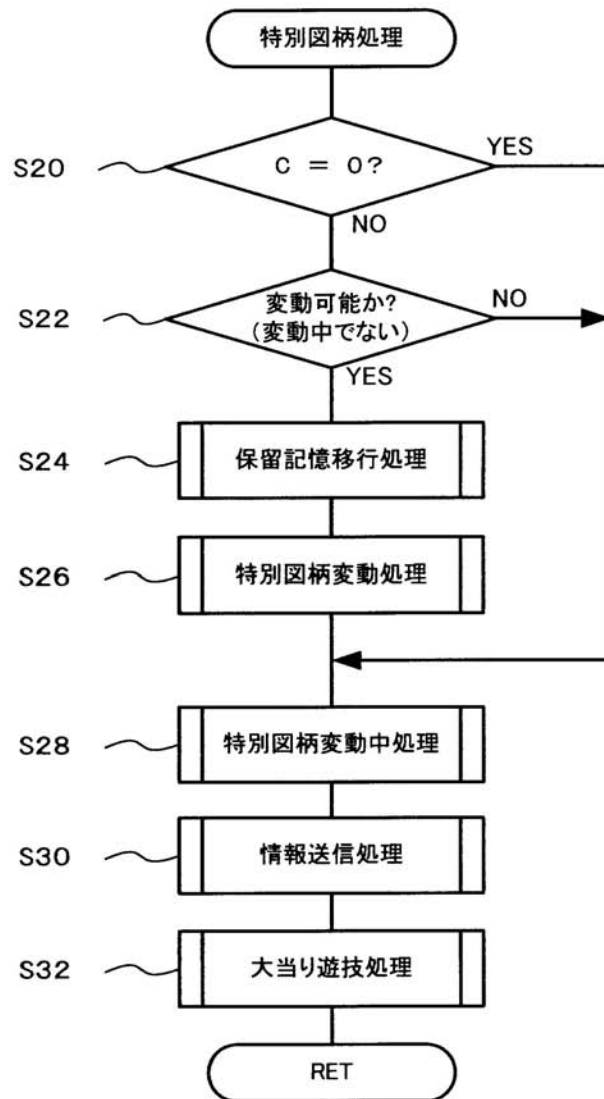 特別図柄処理
S20
C = 0?
YES
NO
S22
変動可能か?
(変動中でない)
NO
YES
S24
保留記憶移行処理
S26
特別図柄変動処理
S28
特別図柄変動中処理
S30
情報送信処理
S32
大当り遊技処理
RET